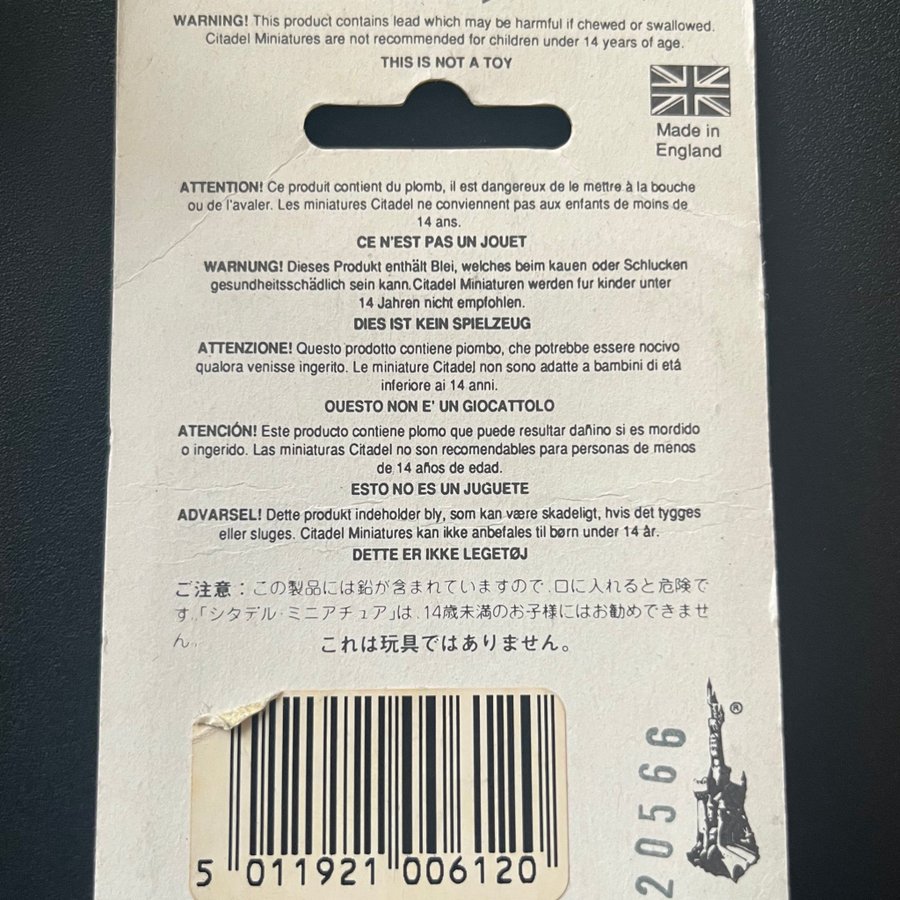 WARNING! This product contains lead which may be harmful if chewed or swallowed.
Citadel Miniatures are not recommended for children under 14 years of age.
THIS IS NOT A TOY
Made in
England
ATTENTION! Ce produit contient du plomb, il est dangereux de le mettre à la bouche
ou de l'avaler. Les miniatures Citadel ne conviennent pas aux enfants de moins de
14 ans.
CE N'EST PAS UN JOUET
WARNUNG! Dieses Produkt enthält Blei, welches beim kauen oder Schlucken
gesundheitsschädlich sein kann. Citadel Miniaturen werden fur kinder unter
14 Jahren nicht empfohlen.
DIES IST KEIN SPIELZEUG
ATTENZIONE! Questo prodotto contiene piombo, che potrebbe essere nocivo
qualora venisse ingerito. Le miniature Citadel non sono adatte a bambini di etá
inferiore ai 14 anni.
OUESTO NON E' UN GIOCATTOLO
ATENCIÓN! Este producto contiene plomo que puede resultar dañino si es mordido
o ingerido. Las miniaturas Citadel no son recomendables para personas de menos
de 14 años de edad.
ESTO NO ES UN JUGUETE
ADVARSEL! Dette produkt indeholder bly, som kan være skadeligt, hvis det tygges
eller sluges. Citadel Miniatures kan ikke anbefales til børn under 14 år.
DETTE ER IKKE LEGETØJ
ご注意：この製品には鉛が含まれていますので、口に入れると危険で
す。「シタデル・ミニアチュア」は、14歳未満のお子様にはお勧めできませ
ん。
これは玩具ではありません。
®
20566
5 011921 006120